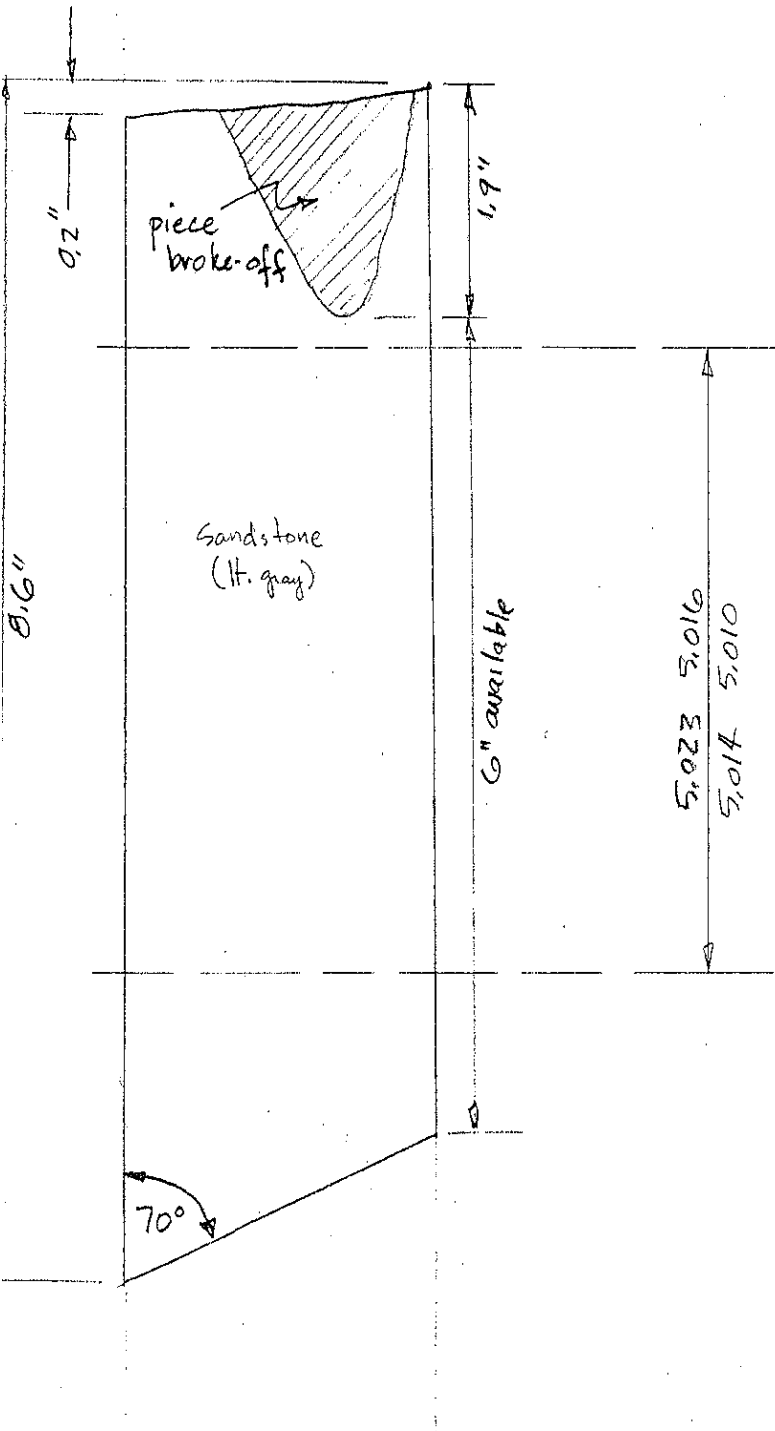 0.2"
1.9"
piece
broke-off
8.6"
Sandstone
(lt. gray)
6" available
5.023 5.016
5.014 5.010
70°